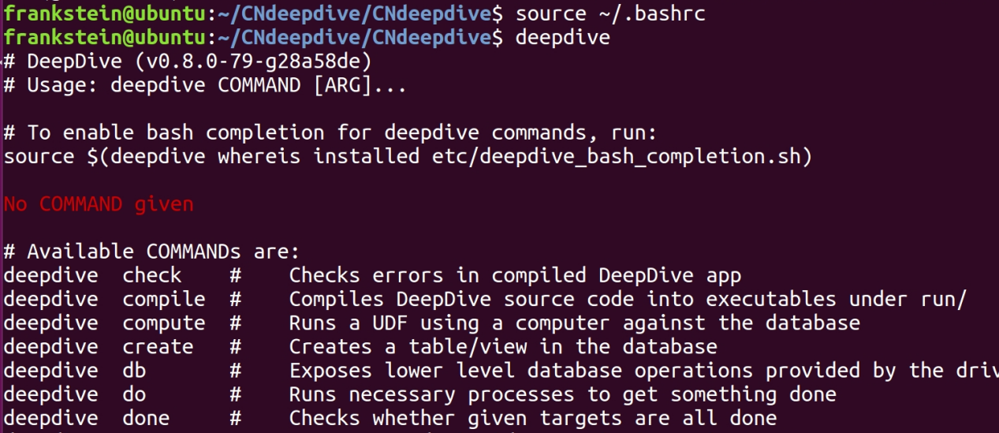 frankstein@ubuntu:~/CNdeepdive/CNdeepdive$ source ~/.bashrc
frankstein@ubuntu:~/CNdeepdive/CNdeepdive$ deepdive
# DeepDive (v0.8.0-79-g28a58de)
# Usage: deepdive COMMAND [ARG]...
# To enable bash completion for deepdive commands, run:
source $(deepdive whereis installed etc/deepdive_bash_completion.sh)
No COMMAND given
# Available COMMANDs are:
deepdive  check    #    Checks errors in compiled DeepDive app
deepdive  compile  #    Compiles DeepDive source code into executables under run/
deepdive  compute  #    Runs a UDF using a computer against the database
deepdive  create   #    Creates a table/view in the database
deepdive  db       #    Exposes lower level database operations provided by the driv
deepdive  do       #    Runs necessary processes to get something done
deepdive  done     #    Checks whether given targets are all done